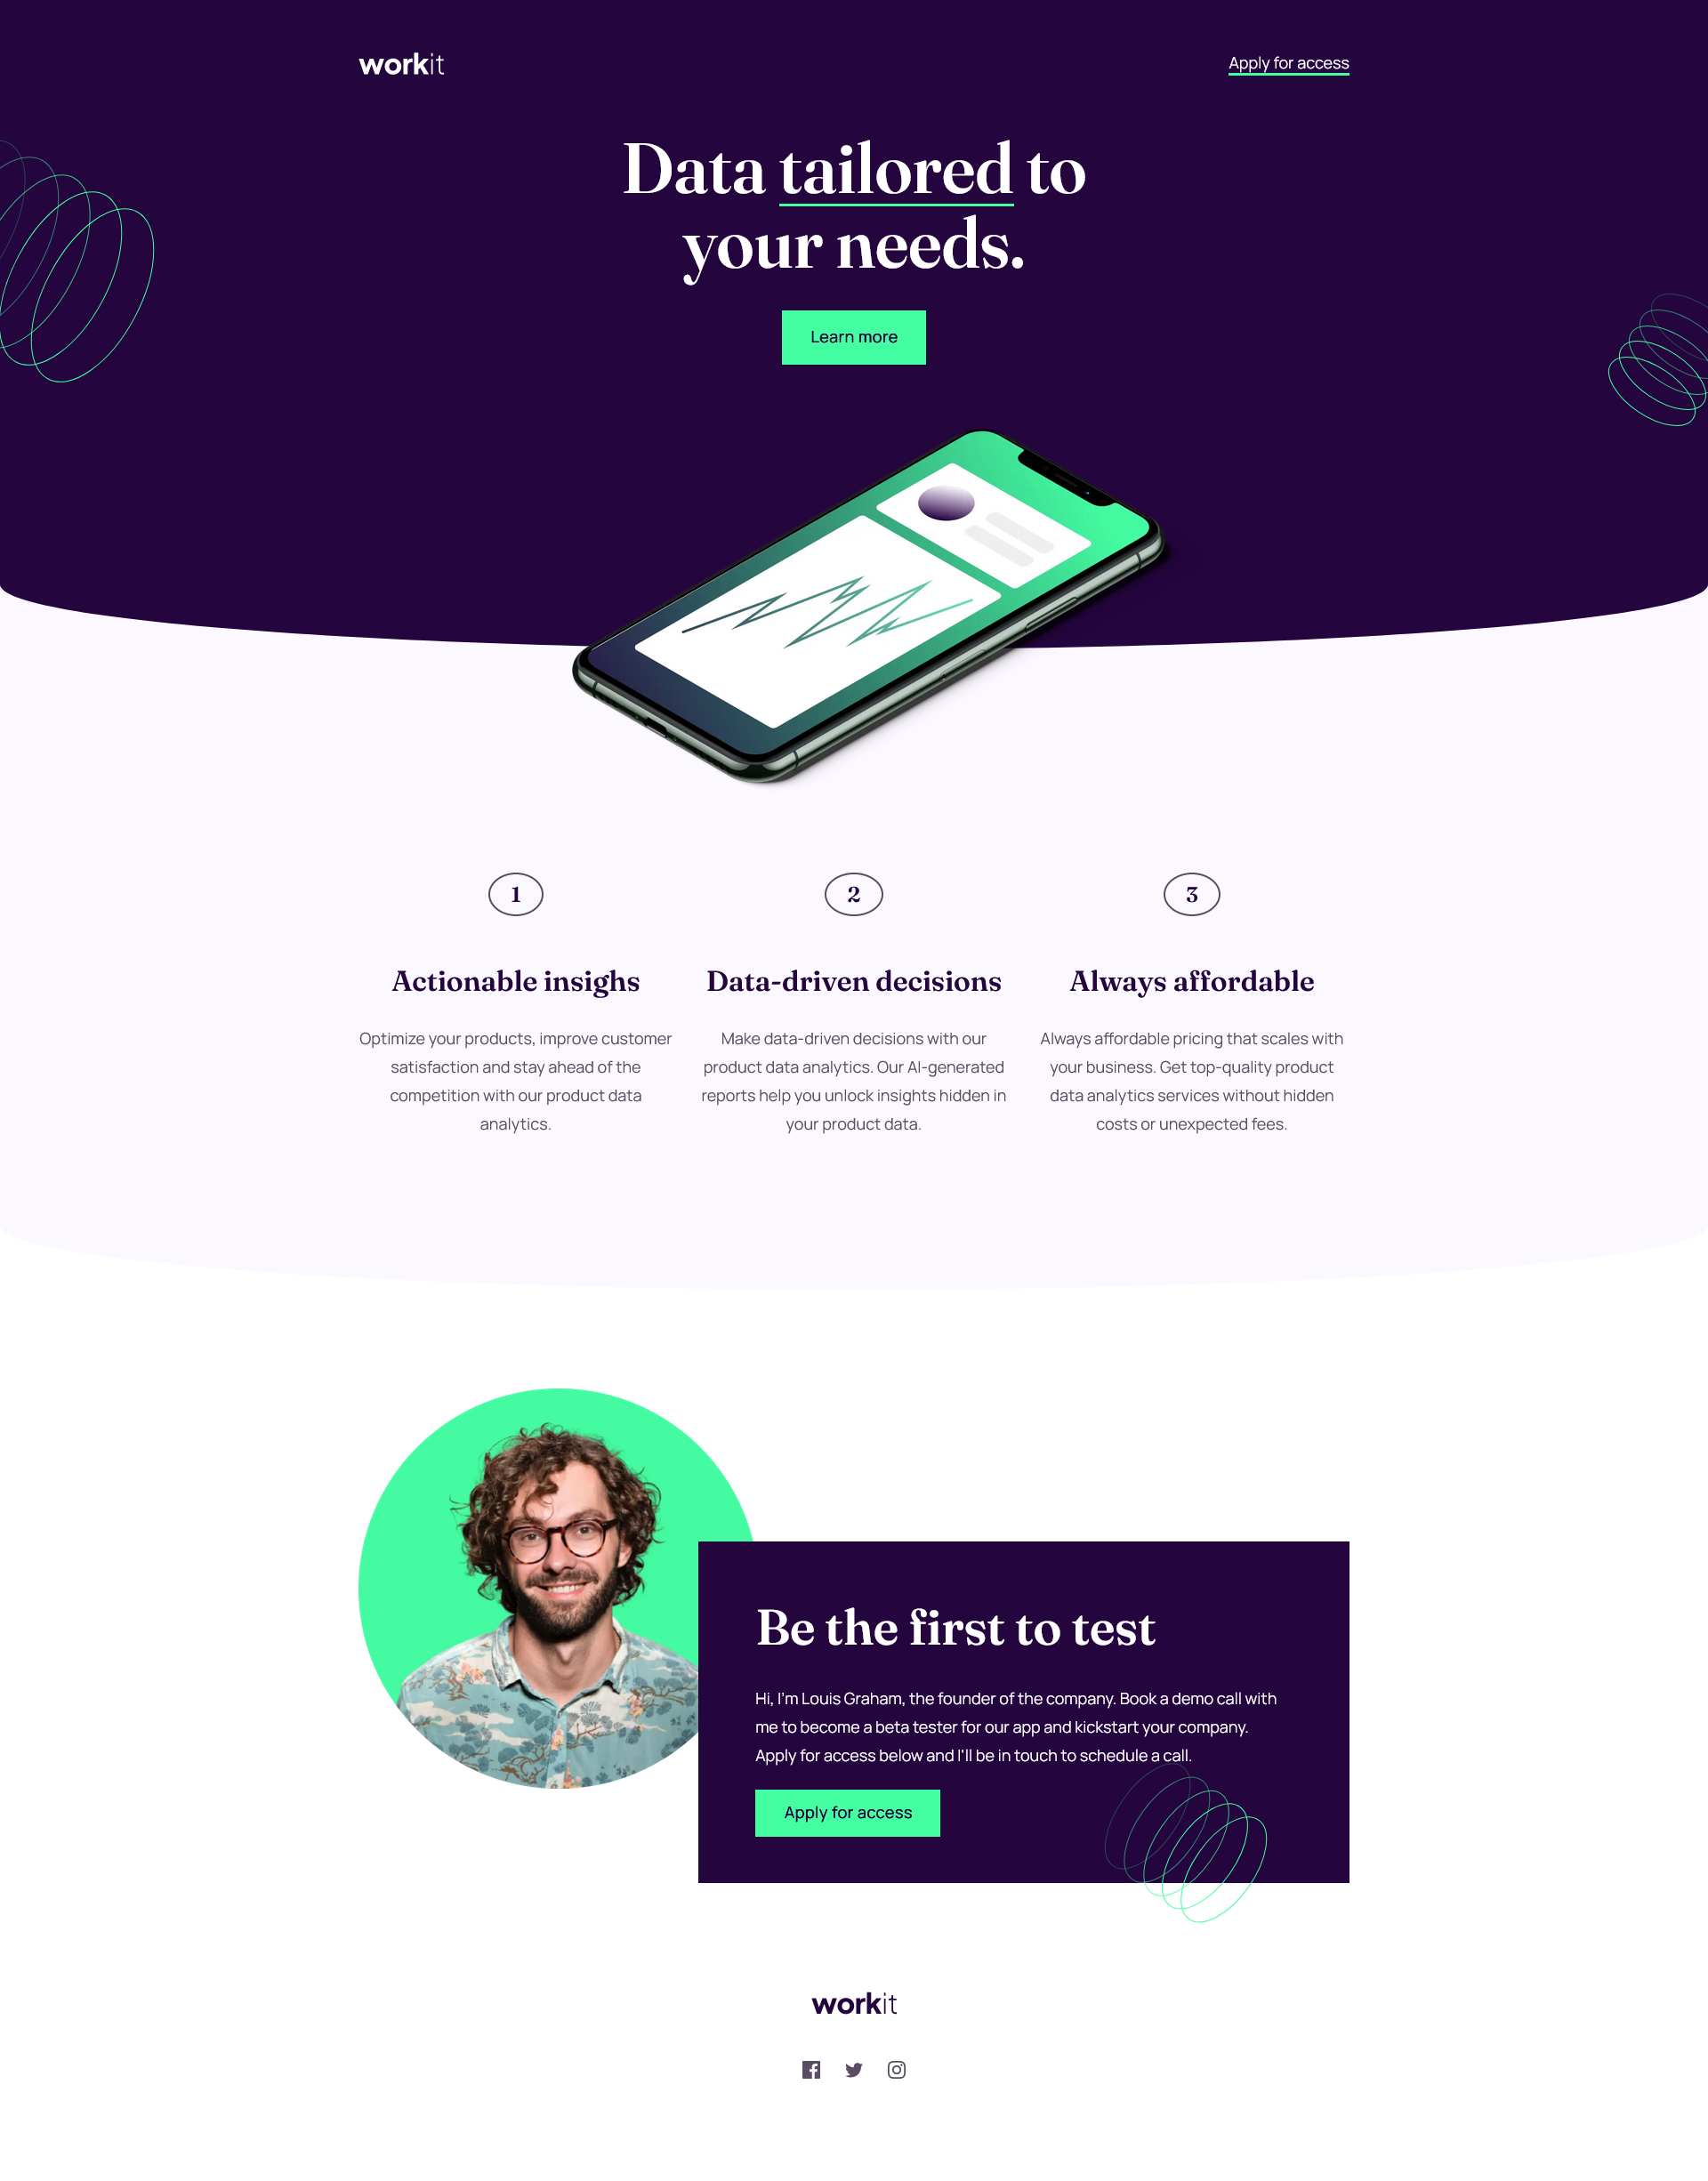 workit
Apply for access
Data tailored to
your needs.
Learn more
1
2
3
Actionable insighs
Data-driven decisions
Always affordable
Optimize your products, improve customer
satisfaction and stay ahead of the
competition with our product data
analytics.
Make data-driven decisions with our
product data analytics. Our AI-generated
reports help you unlock insights hidden in
your product data.
Always affordable pricing that scales with
your business. Get top-quality product
data analytics services without hidden
costs or unexpected fees.
Be the first to test
Hi, I'm Louis Graham, the founder of the company. Book a demo call with
me to become a beta tester for our app and kickstart your company.
Apply for access below and I'll be in touch to schedule a call.
Apply for access
workit